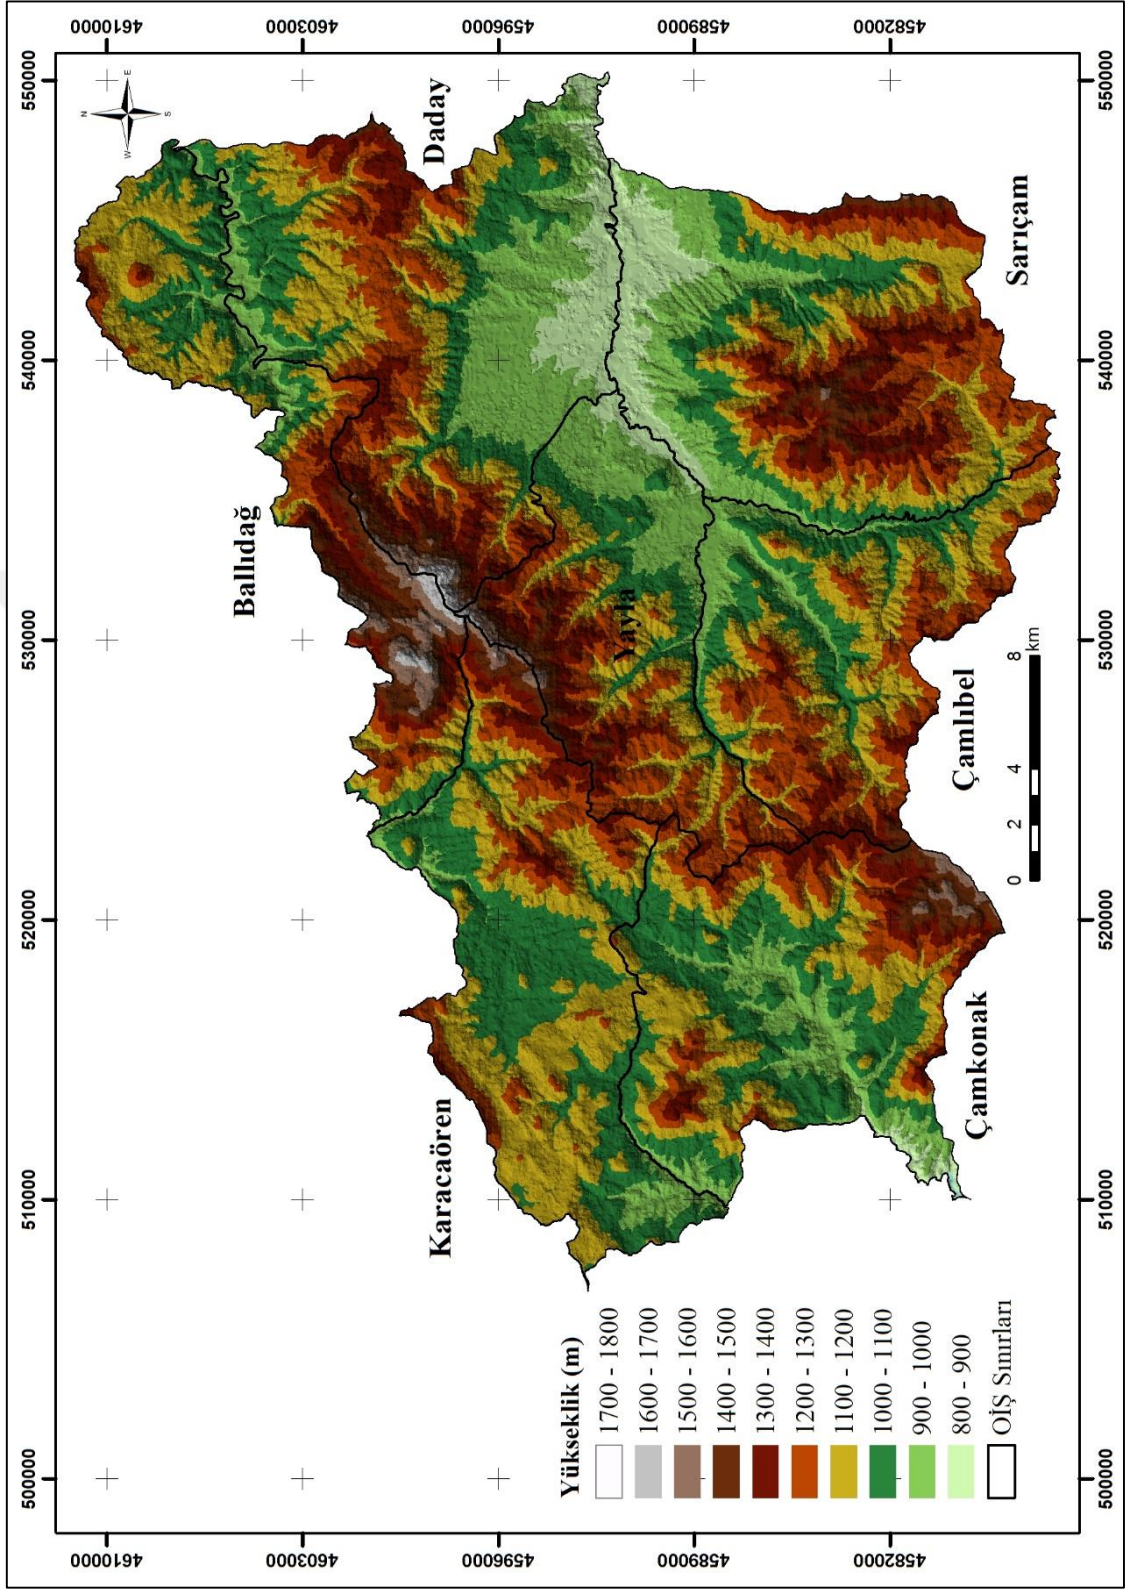 500000 510000 520000 530000 540000 550000
4610000 4610000
N
W E
S
4603000 4603000
Ballıdağ
Karacaören
Daday
4596000 4596000
Yükseklik (m)
1700 - 1800
1600 - 1700
1500 - 1600
1400 - 1500
1300 - 1400
1200 - 1300
1100 - 1200
1000 - 1100
900 - 1000
800 - 900
OİŞ Sınırları
Yayla
4589000 4589000
4582000 4582000
Çamkonak
Çamlıbel
Sarıçam
0 2 4 8
km
500000 510000 520000 530000 540000 550000